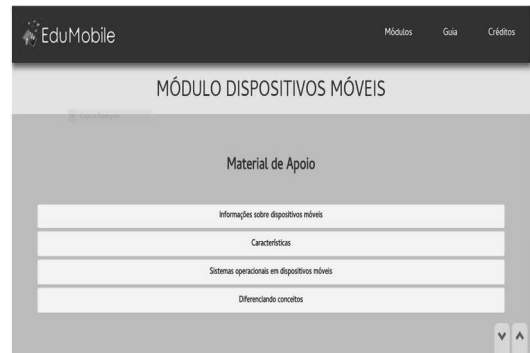 EduMobile
Módulos Guia Créditos
MÓDULO DISPOSITIVOS MÓVEIS
Material de Apoio
Informações sobre dispositivos móveis
Características
Sistemas operacionais em dispositivos móveis
Diferenciando conceitos